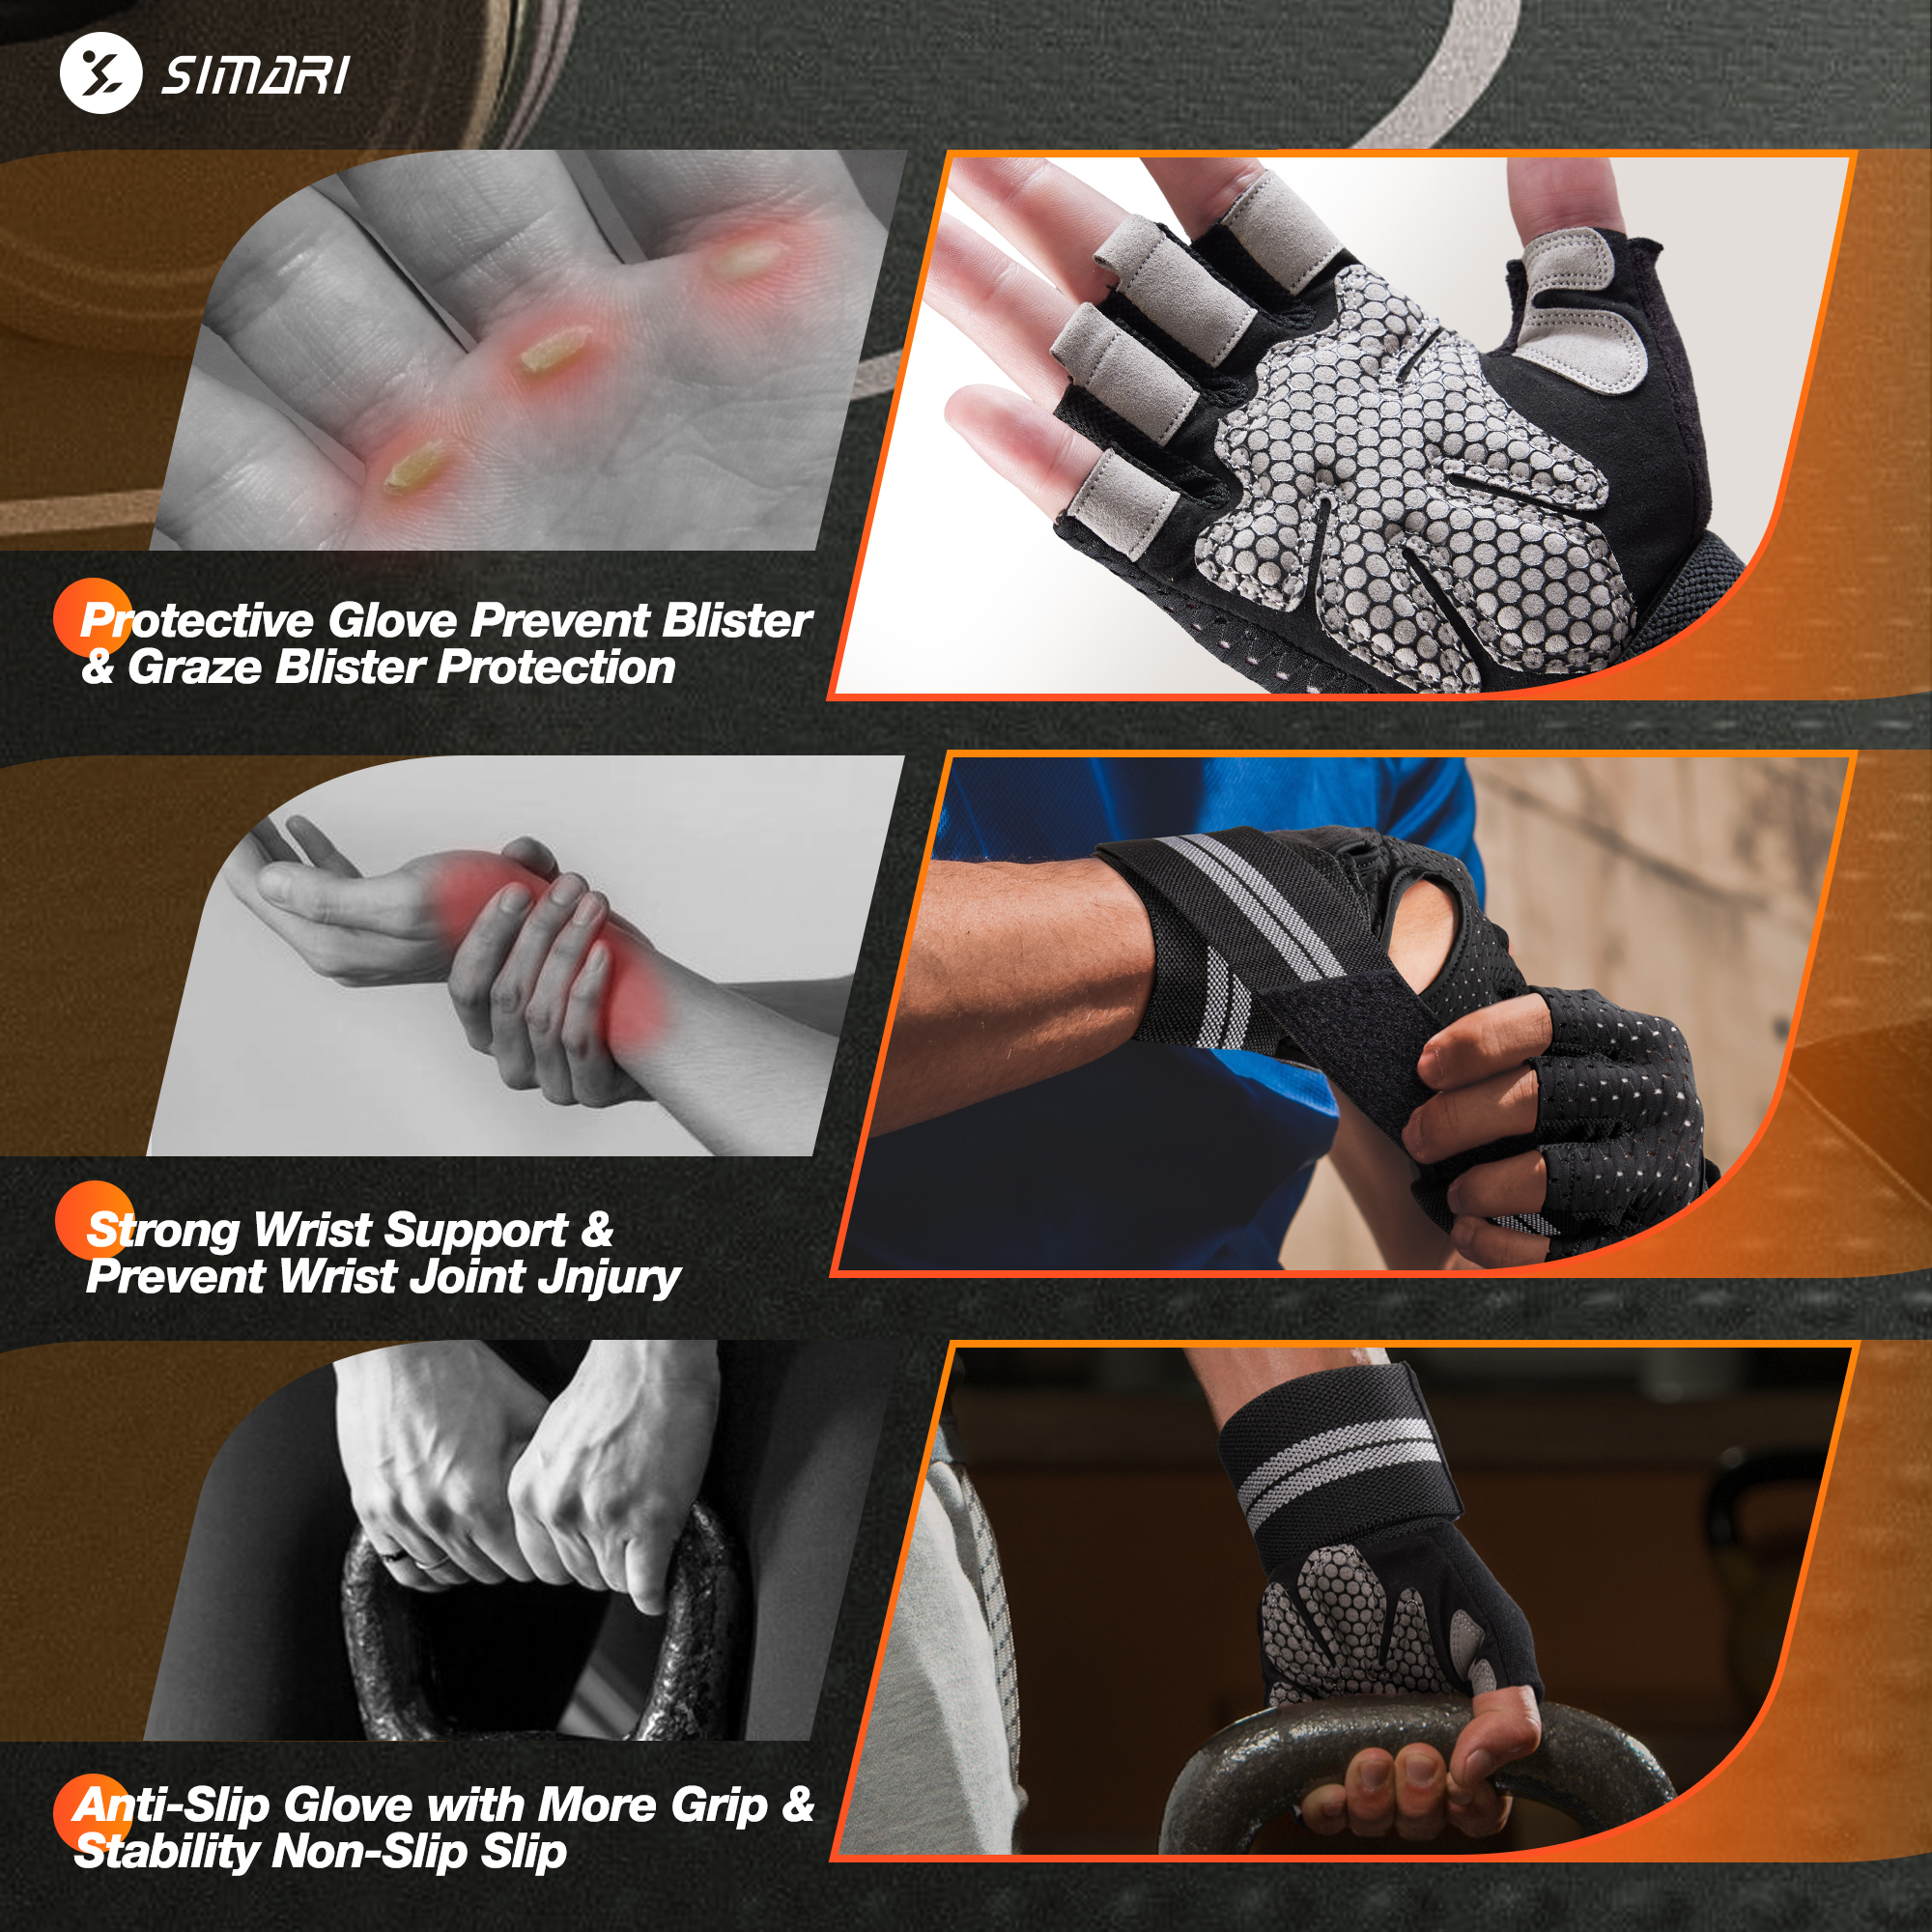 SIMARI
Protective Glove Prevent Blister
& Graze Blister Protection
Strong Wrist Support &
Prevent Wrist Joint Jnjury
Anti-Slip Glove with More Grip &
Stability Non-Slip Slip